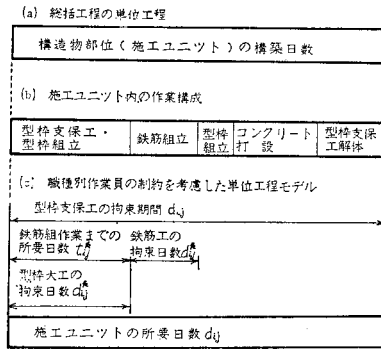 (a) 総括工程の単位工程
構造物部位(施工ユニット)の構築日数
(b) 施工ユニット内の作業構成
型枠支保工・
型枠組立
鉄筋組立
型枠
組立
コンクリート
打設
型枠支保
工解体
(c) 職種別作業員の制約を考慮した単位工程モデル
型枠支保工の拘束期間 dij
鉄筋組作業までの
所要日数
鉄筋工の
拘束日数
型枠大工の
拘束日数
施工ユニットの所要日数 dij